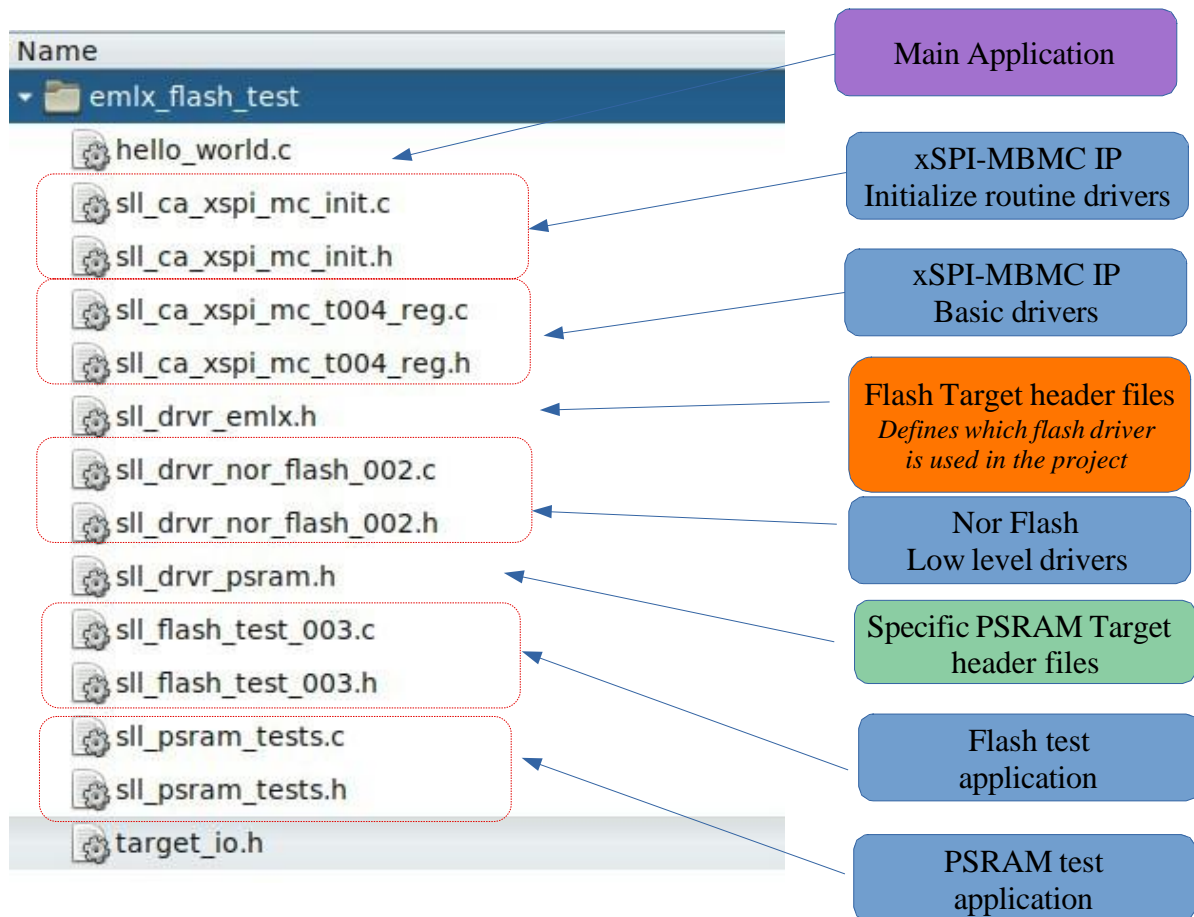 Name
emlx_flash_test
hello_world.c
sll_ca_xspi_mc_init.c
sll_ca_xspi_mc_init.h
sll_ca_xspi_mc_t004_reg.c
sll_ca_xspi_mc_t004_reg.h
sll_drvr_emlx.h
sll_drvr_nor_flash_002.c
sll_drvr_nor_flash_002.h
sll_drvr_psram.h
sll_flash_test_003.c
sll_flash_test_003.h
sll_psram_tests.c
sll_psram_tests.h
target_io.h
Main Application
xSPI-MBMC IP
Initialize routine drivers
xSPI-MBMC IP
Basic drivers
Flash Target header files
Defines which flash driver
is used in the project
Nor Flash
Low level drivers
Specific PSRAM Target
header files
Flash test
application
PSRAM test
application